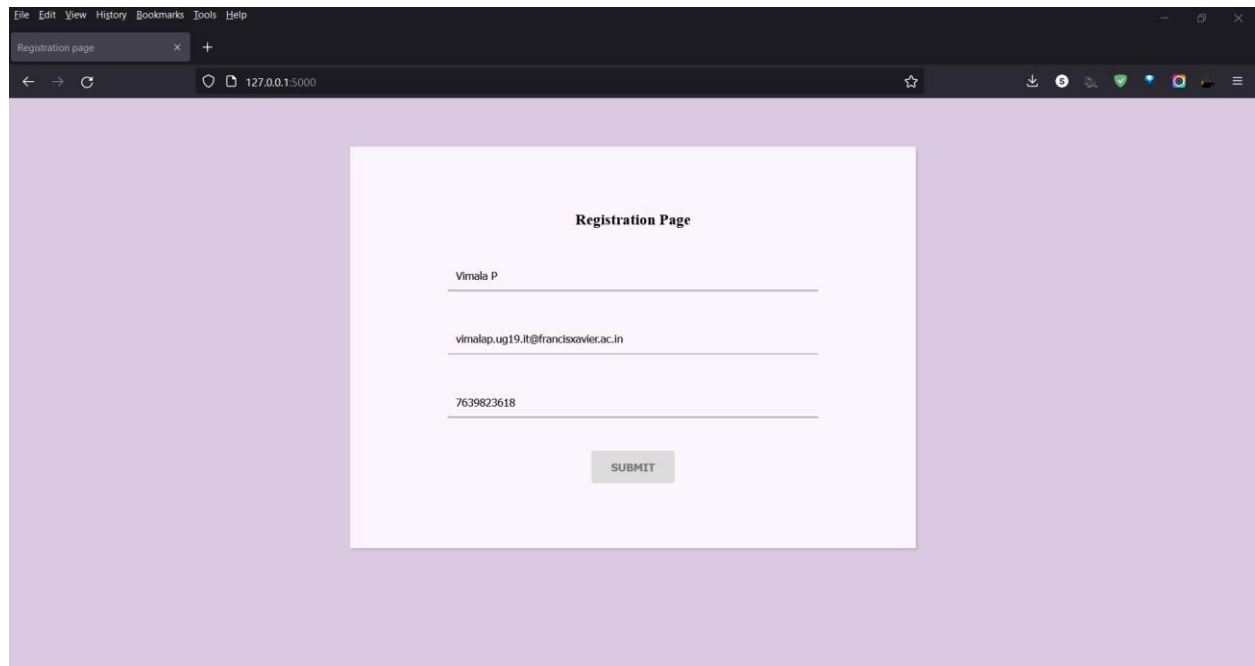 File Edit View History Bookmarks Tools Help
Registration page
127.0.0.1:5000
S
Registration Page
Vimala P
vimalap.ug19.it@francisxavier.ac.in
7639823618
SUBMIT